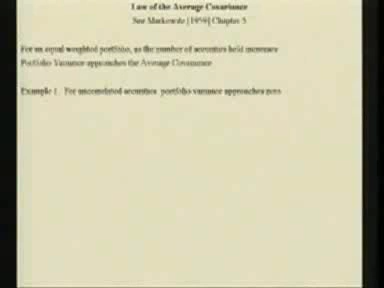 Law of the Average Covariance
See Markowitz [1959] Chapter 5
For an equal weighted portfolio, as the number of securities held increases
Portfolio Variance approaches the Average Covariance
Example 1. For uncorrelated securities portfolio variance approaches zero